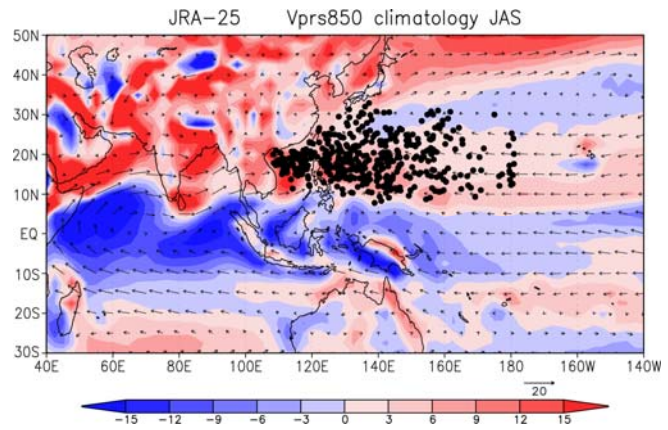 JRA-25 Vprs850 climatology JAS
50N
40N
30N
20N
10N
EQ
10S
20S
30S
40E 60E 80E 100E 120E 140E 160E 180 160W 140W
20
-15 -12 -9 -6 -3 0 3 6 9 12 15